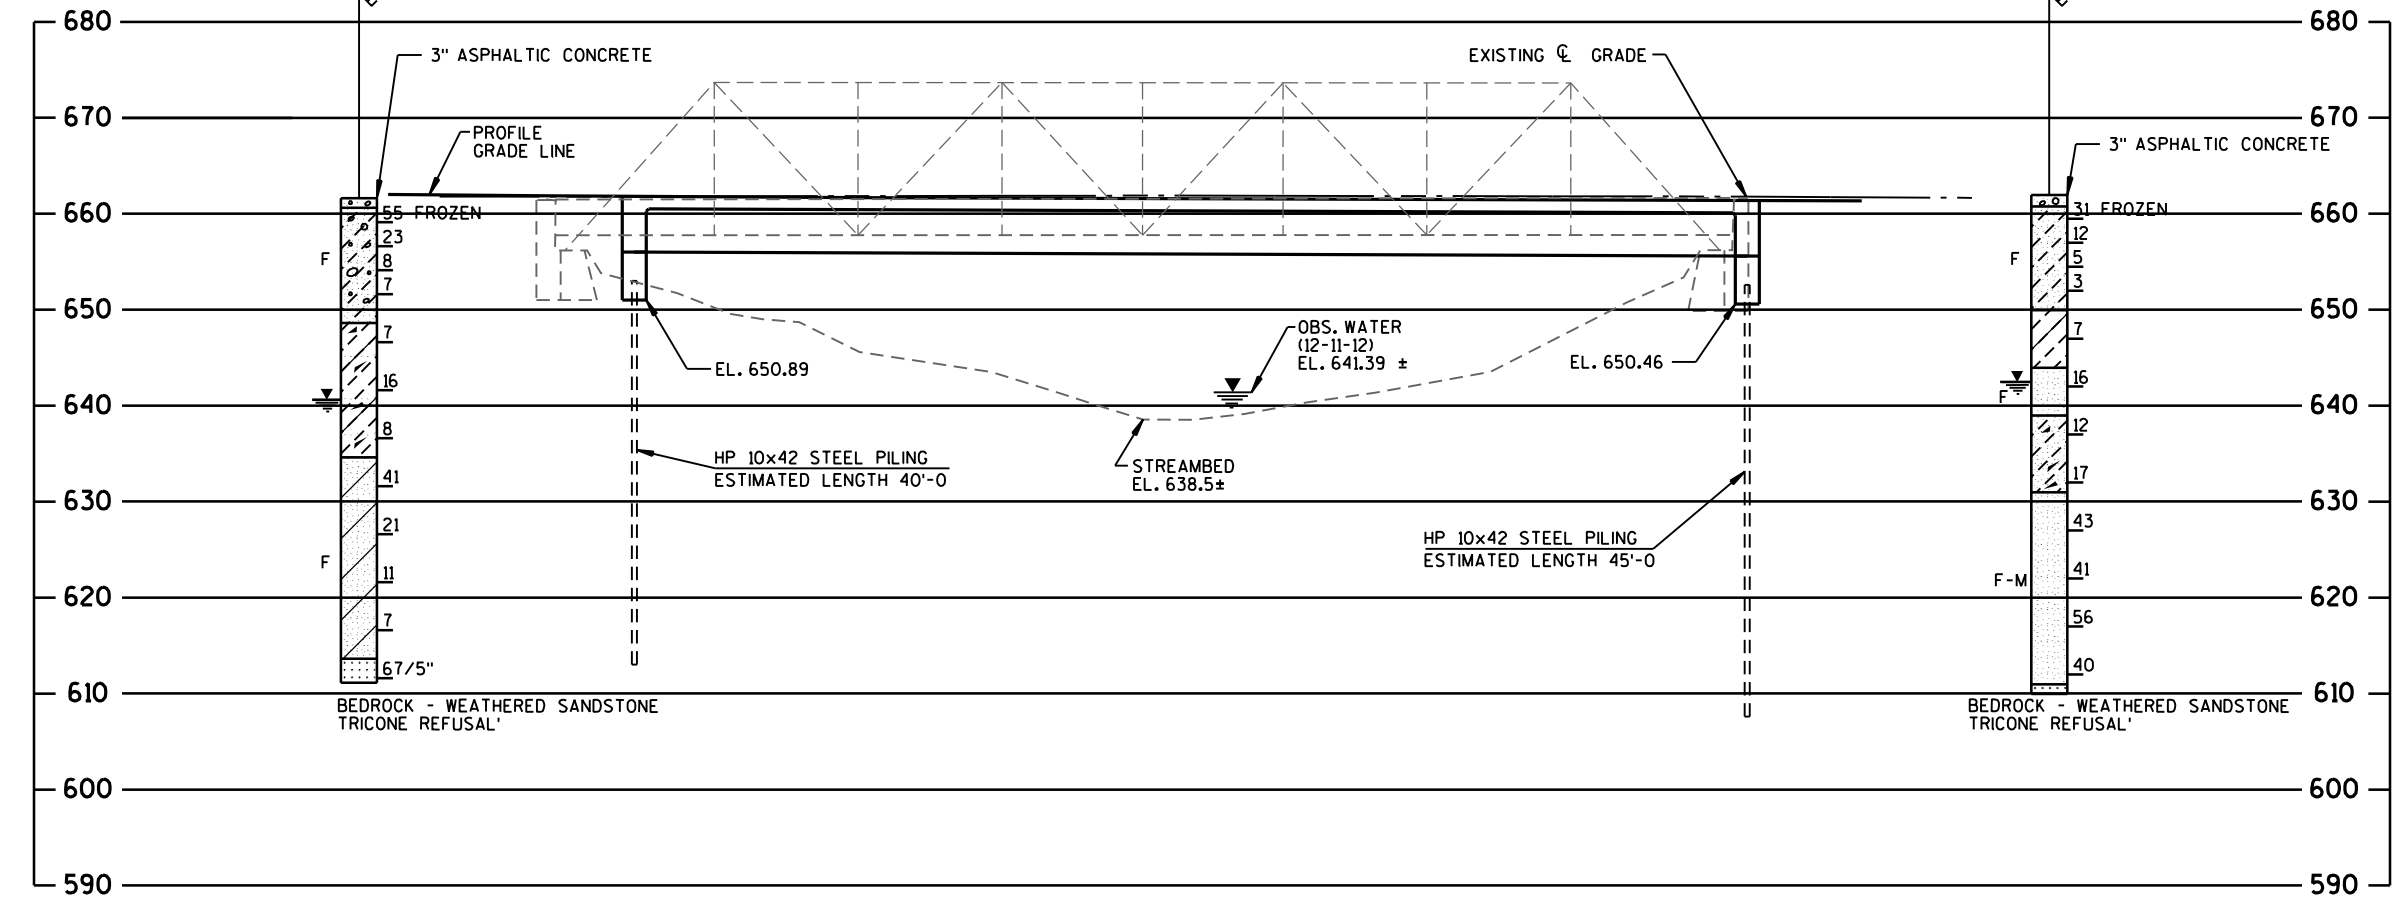 680
680
3" ASPHALTIC CONCRETE
EXISTING ℄ GRADE
670
670
PROFILE
GRADE LINE
3" ASPHALTIC CONCRETE
660
55 FROZEN
31 FROZEN
660
23
12
F
8
F
5
7
3
650
650
7
OBS. WATER
(12-11-12)
EL. 641.39 ±
7
EL. 650.89
EL. 650.46
16
16
F
640
640
8
12
HP 10x42 STEEL PILING
ESTIMATED LENGTH 40'-0
STREAMBED
EL. 638.5±
41
17
630
630
21
43
HP 10x42 STEEL PILING
ESTIMATED LENGTH 45'-0
F
11
F-M
41
620
620
7
56
67/5"
40
610
610
BEDROCK - WEATHERED SANDSTONE
TRICONE REFUSAL'
BEDROCK - WEATHERED SANDSTONE
TRICONE REFUSAL'
600
600
590
590